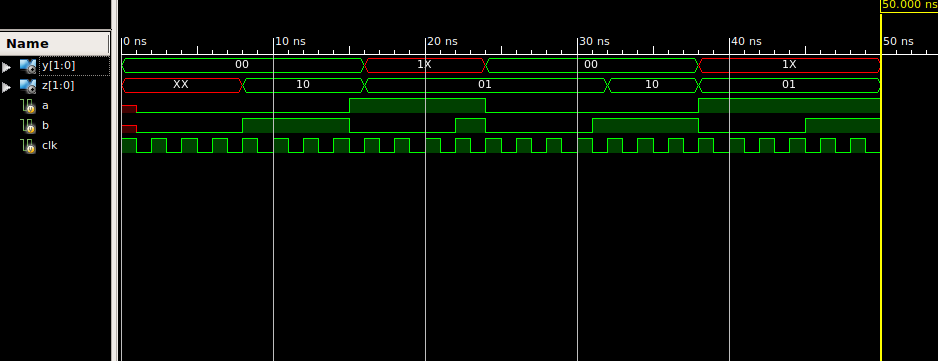 50.000 ns
Name
0 ns 10 ns 20 ns 30 ns 40 ns 50 ns
y[1:0] 00 1X 00 1X
z[1:0] XX 10 01 10 01
a
b
clk